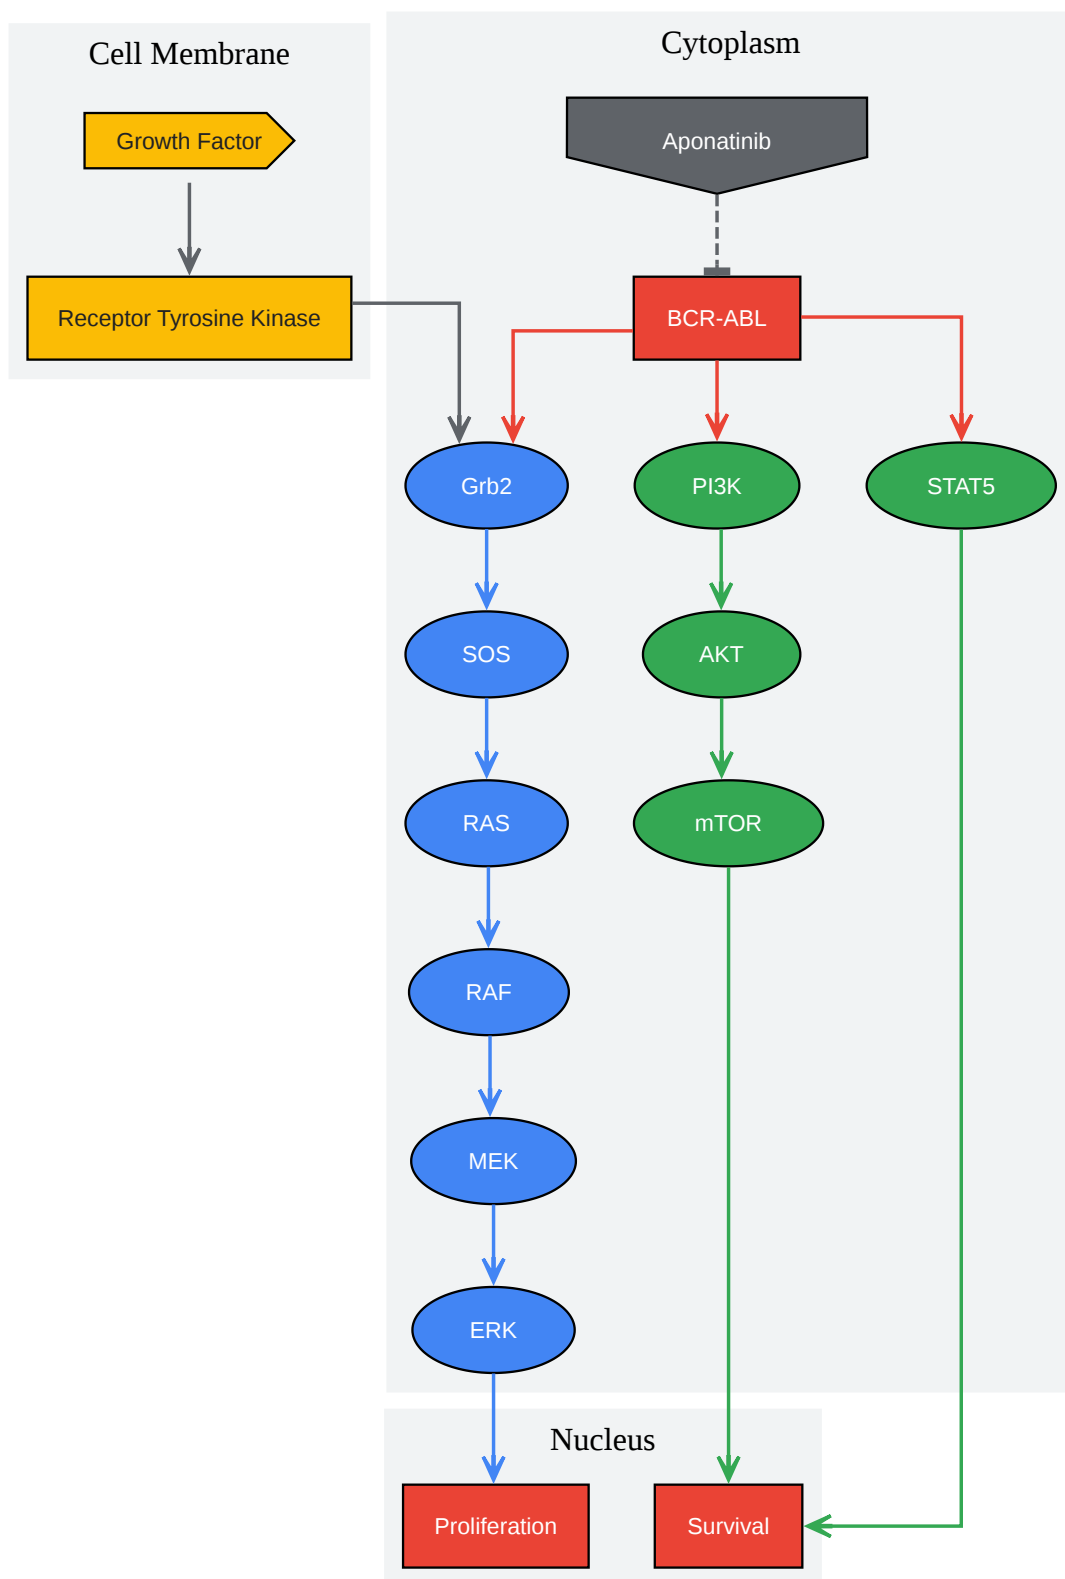 Cell Membrane
Growth Factor
Receptor Tyrosine Kinase
Cytoplasm
Aponatinib
BCR-ABL
Grb2
PI3K
STAT5
SOS
AKT
RAS
mTOR
RAF
MEK
ERK
Nucleus
Proliferation
Survival